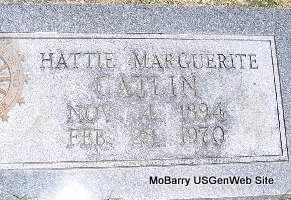 HATTIE MARGUERITE
CATLIN
NOV. 4, 1894
FEB. 21, 1970
MoBarry USGenWeb Site